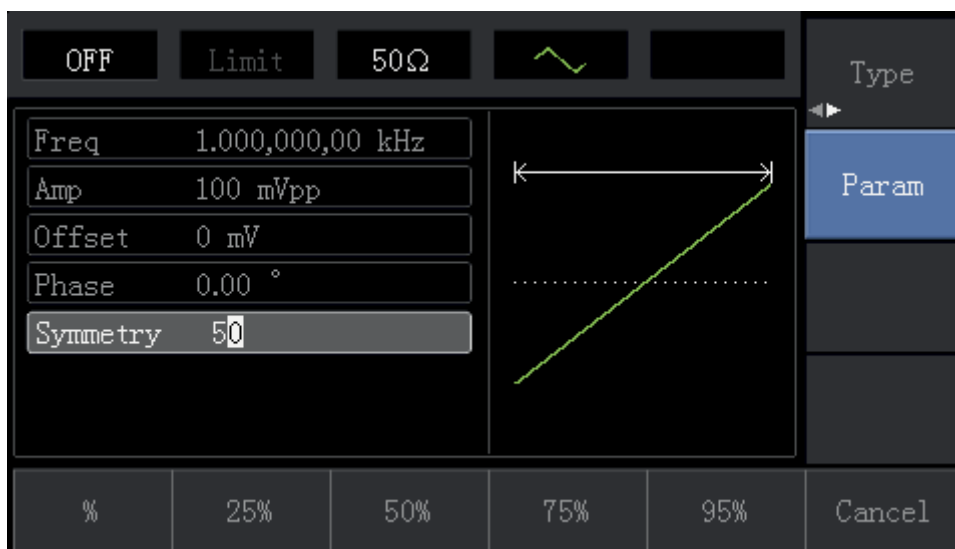 OFF Limit 50Ω
Type
Freq 1.000,000,00 kHz
Amp 100 mVpp
Param
Offset 0 mV
Phase 0.00 °
Symmetry 50
% 25% 50% 75% 95% Cancel